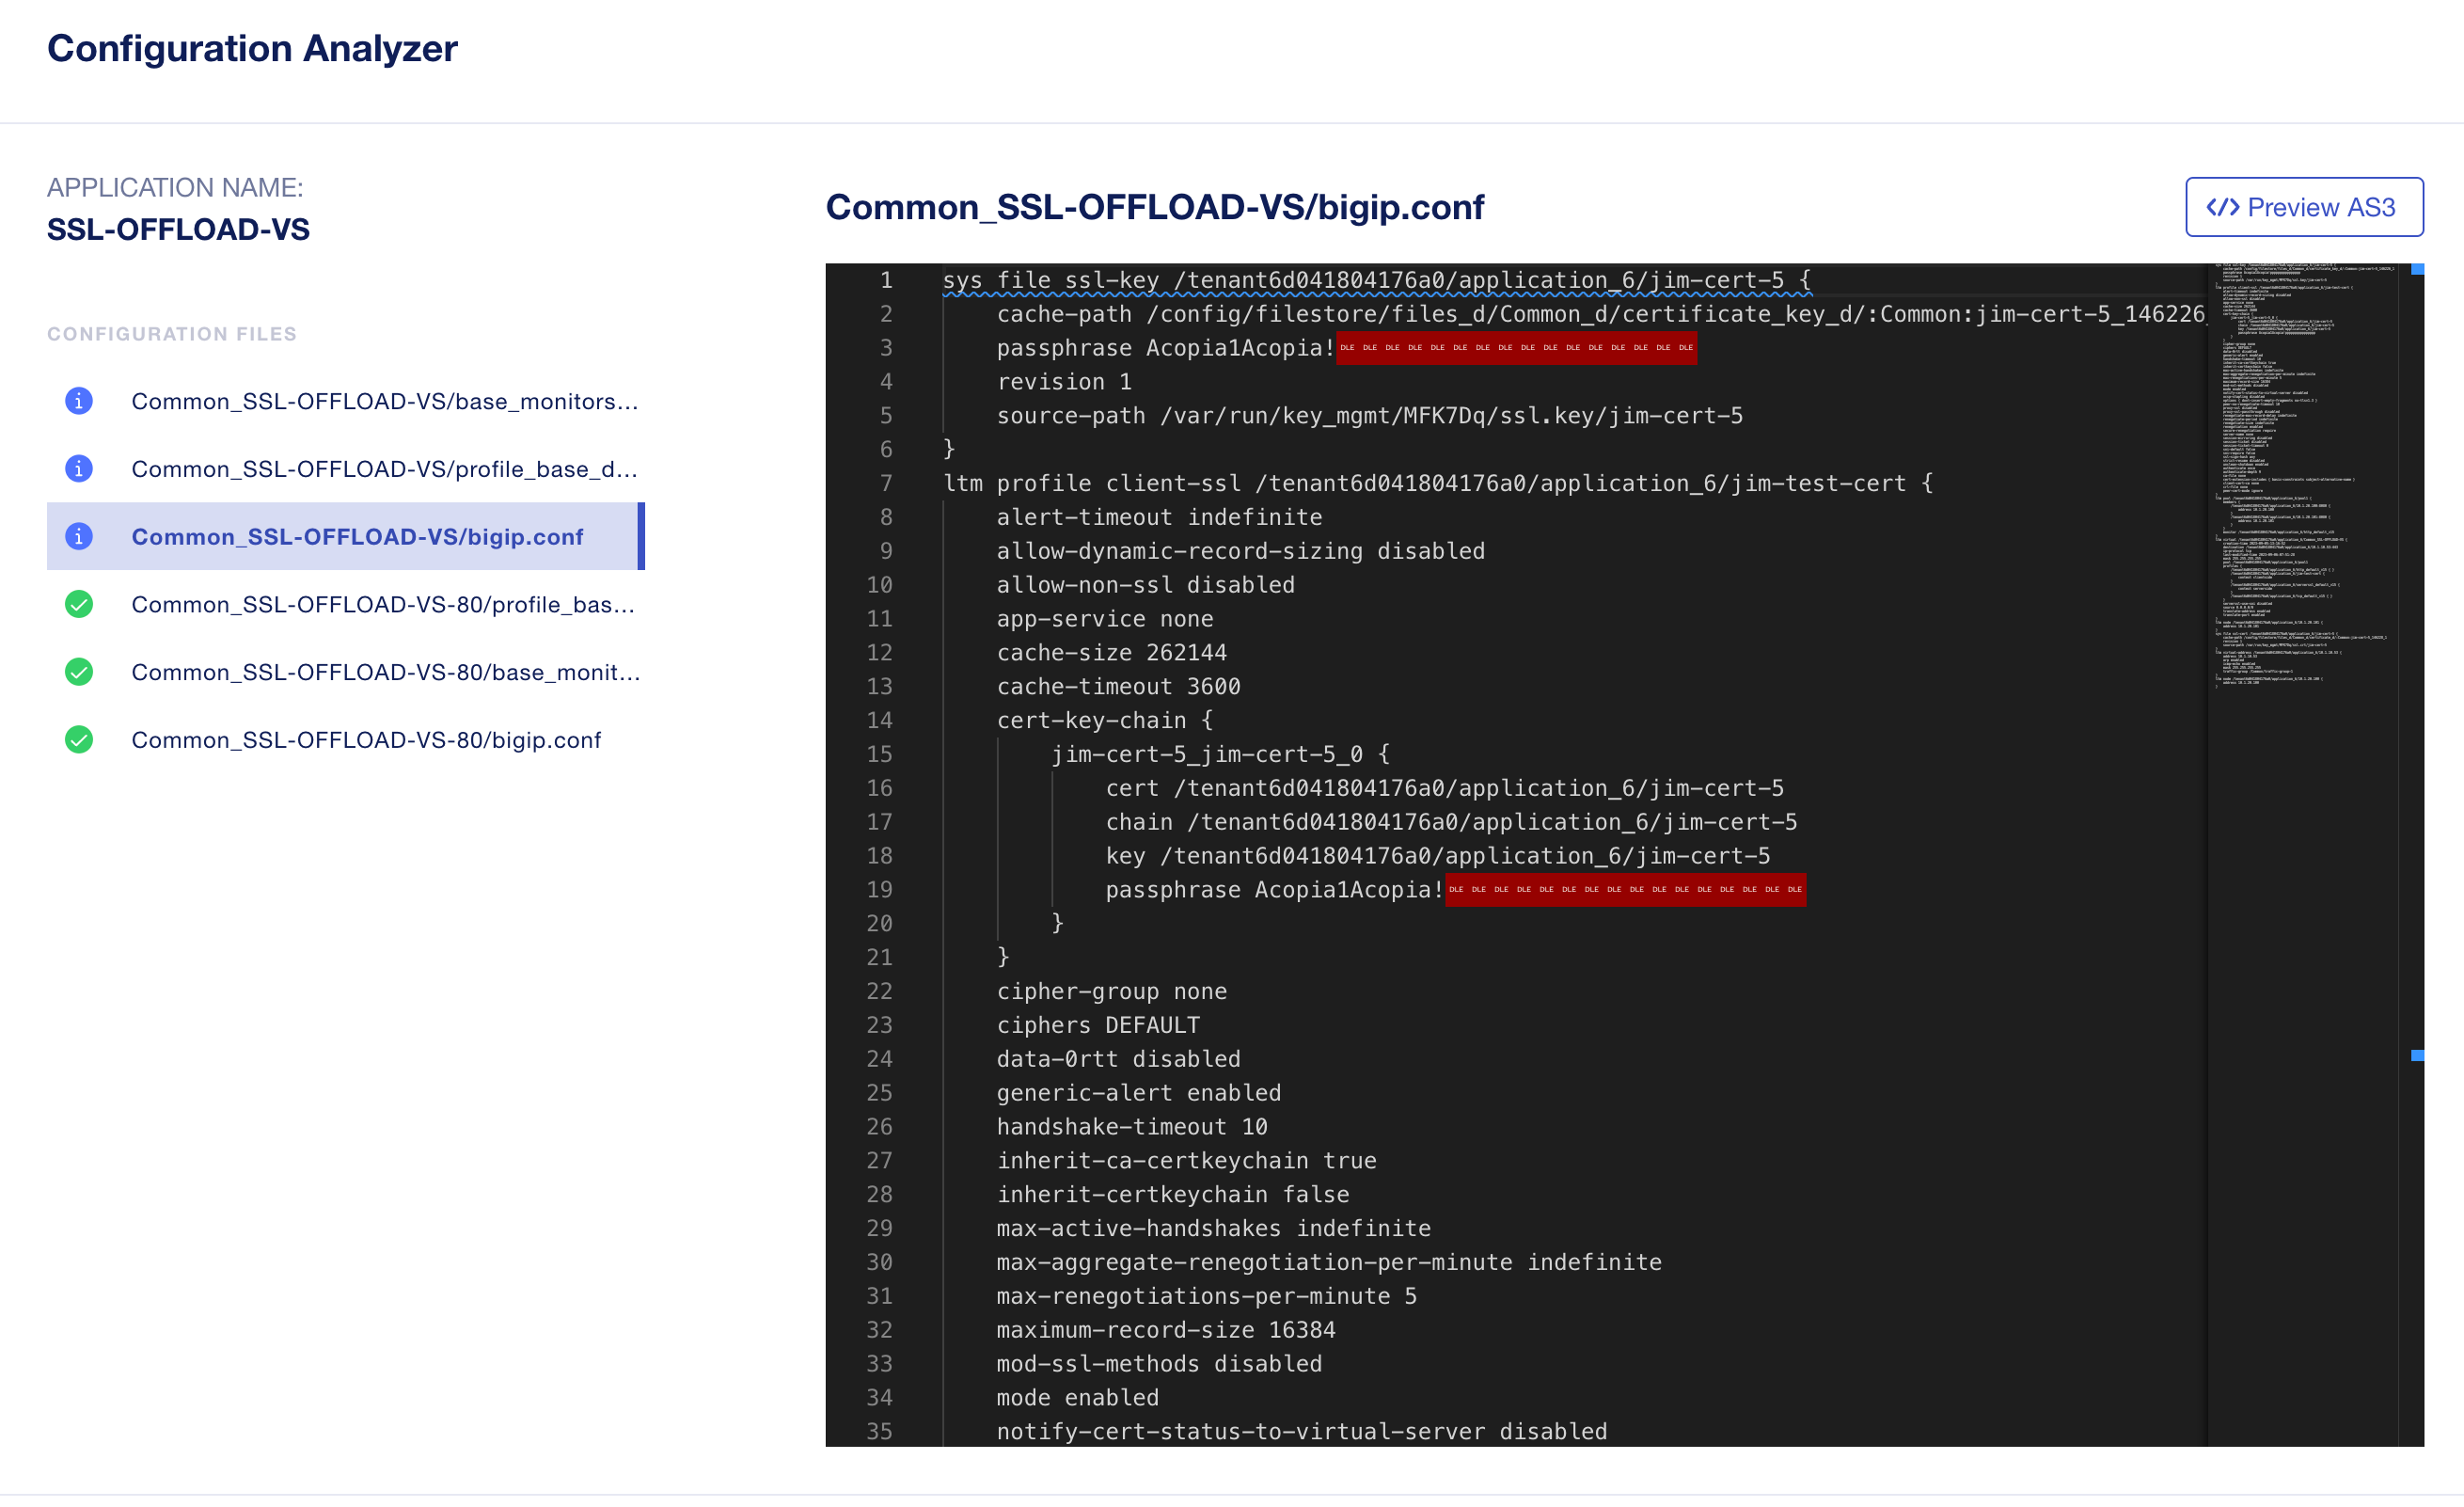 Configuration Analyzer
APPLICATION NAME:
SSL-OFFLOAD-VS
CONFIGURATION FILES
Common_SSL-OFFLOAD-VS/base_monitors...
Common_SSL-OFFLOAD-VS/profile_base_d...
Common_SSL-OFFLOAD-VS/bigip.conf
Common_SSL-OFFLOAD-VS-80/profile_bas...
Common_SSL-OFFLOAD-VS-80/base_monit...
Common_SSL-OFFLOAD-VS-80/bigip.conf
Common_SSL-OFFLOAD-VS/bigip.conf
</> Preview AS3
1 sys file ssl-key /tenant6d041804176a0/application_6/jim-cert-5 {
2 cache-path /config/filestore/files_d/Common_d/certificate_key_d/:Common:jim-cert-5_146226_
3 passphrase Acopia1Acopia! DLE DLE DLE DLE DLE DLE DLE DLE DLE DLE DLE DLE DLE DLE DLE DLE
4 revision 1
5 source-path /var/run/key_mgmt/MFK7Dq/ssl.key/jim-cert-5
6 }
7 ltm profile client-ssl /tenant6d041804176a0/application_6/jim-test-cert {
8 alert-timeout indefinite
9 allow-dynamic-record-sizing disabled
10 allow-non-ssl disabled
11 app-service none
12 cache-size 262144
13 cache-timeout 3600
14 cert-key-chain {
15 jim-cert-5_jim-cert-5_0 {
16 cert /tenant6d041804176a0/application_6/jim-cert-5
17 chain /tenant6d041804176a0/application_6/jim-cert-5
18 key /tenant6d041804176a0/application_6/jim-cert-5
19 passphrase Acopia1Acopia! DLE DLE DLE DLE DLE DLE DLE DLE DLE DLE DLE DLE DLE DLE DLE DLE
20 }
21 }
22 cipher-group none
23 ciphers DEFAULT
24 data-0rtt disabled
25 generic-alert enabled
26 handshake-timeout 10
27 inherit-ca-certkeychain true
28 inherit-certkeychain false
29 max-active-handshakes indefinite
30 max-aggregate-renegotiation-per-minute indefinite
31 max-renegotiations-per-minute 5
32 maximum-record-size 16384
33 mod-ssl-methods disabled
34 mode enabled
35 notify-cert-status-to-virtual-server disabled